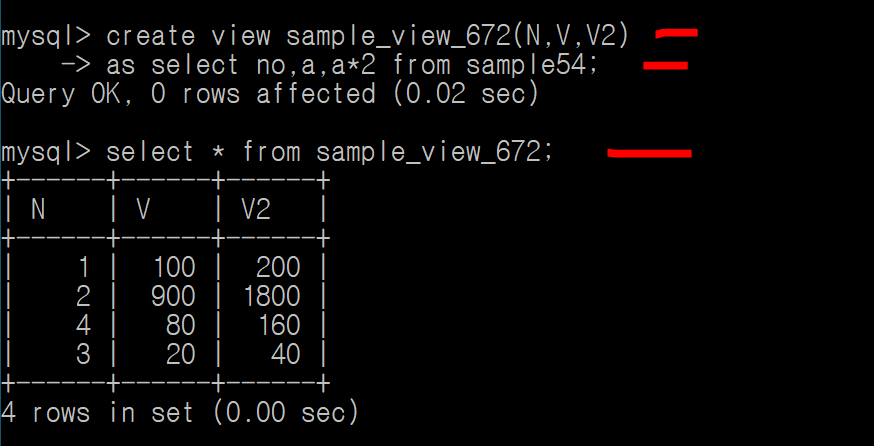 mysql> create view sample_view_672(N,V,V2)
    -> as select no,a,a*2 from sample54;
Query OK, 0 rows affected (0.02 sec)
mysql> select * from sample_view_672;
+------+------+------+
| N    | V    | V2   |
+------+------+------+
|    1 |  100 |  200 |
|    2 |  900 | 1800 |
|    4 |   80 |  160 |
|    3 |   20 |   40 |
+------+------+------+
4 rows in set (0.00 sec)